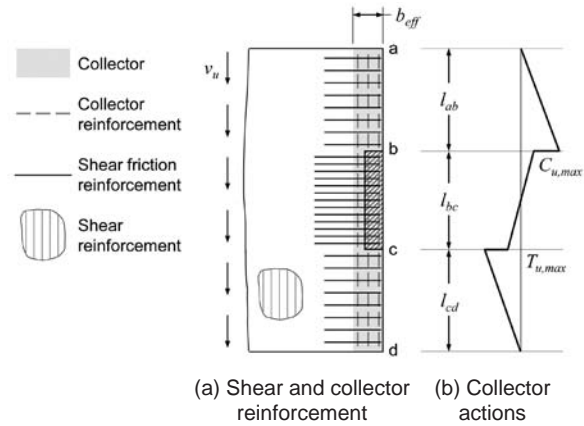 b_eff
a
v_u
Collector
Collector
reinforcement
Shear friction
reinforcement
Shear
reinforcement
b
c
d
l_ab
l_bc
l_cd
C_u,max
T_u,max
(a) Shear and collector
reinforcement
(b) Collector
actions